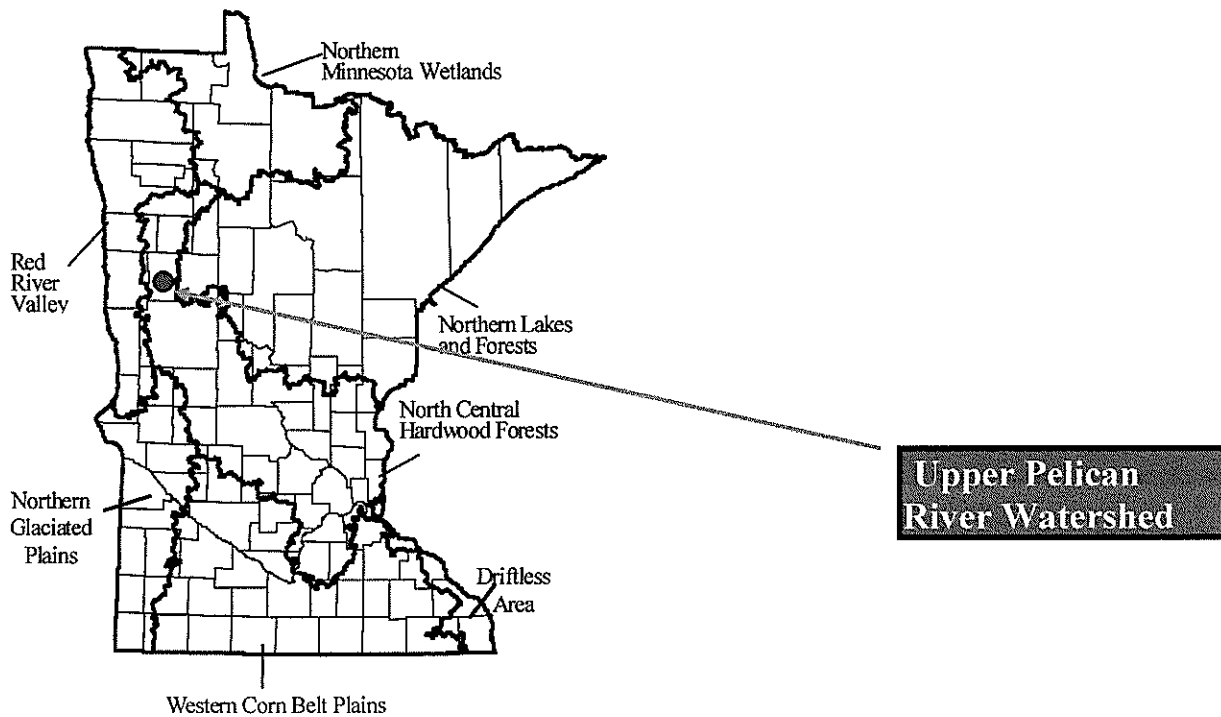 Northern
Minnesota Wetlands
Red
River
Valley
Northern Lakes
and Forests
North Central
Hardwood Forests
Upper Pelican
River Watershed
Northern
Glaciated
Plains
Driftless
Area
Western Corn Belt Plains